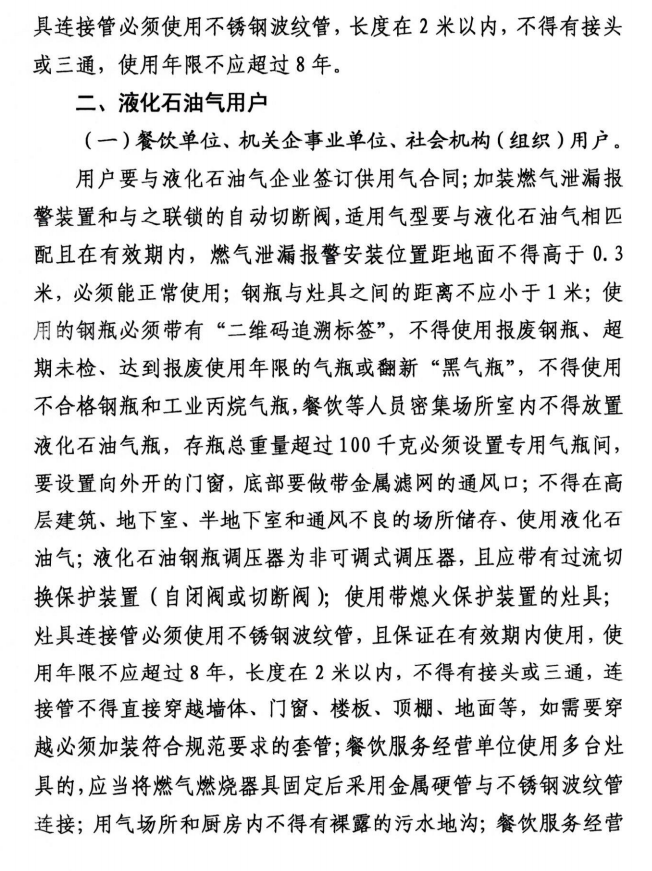 具连接管必须使用不锈钢波纹管，长度在 2 米以内，不得有接头
或三通，使用年限不应超过 8 年。
二、液化石油气用户
（一）餐饮单位、机关企事业单位、社会机构（组织）用户。
用户要与液化石油气企业签订供用气合同；加装燃气泄漏报
警装置和与之联锁的自动切断阀，适用气型要与液化石油气相匹
配且在有效期内，燃气泄漏报警安装位置距地面不得高于 0.3
米，必须能正常使用；钢瓶与灶具之间的距离不应小于 1 米；使
用的钢瓶必须带有“二维码追溯标签”，不得使用报废钢瓶、超
期未检、达到报废使用年限的气瓶或翻新“黑气瓶”，不得使用
不合格钢瓶和工业丙烷气瓶，餐饮等人员密集场所室内不得放置
液化石油气瓶，存瓶总重量超过 100 千克必须设置专用气瓶间，
要设置向外开的门窗，底部要做带金属滤网的通风口；不得在高
层建筑、地下室、半地下室和通风不良的场所储存、使用液化石
油气；液化石油钢瓶调压器为非可调式调压器，且应带有过流切
换保护装置（自闭阀或切断阀）；使用带熄火保护装置的灶具；
灶具连接管必须使用不锈钢波纹管，且保证在有效期内使用，使
用年限不应超过 8 年，长度在 2 米以内，不得有接头或三通，连
接管不得直接穿越墙体、门窗、楼板、顶棚、地面等，如需要穿
越必须加装符合规范要求的套管；餐饮服务经营单位使用多台灶
具的，应当将燃气燃烧器具固定后采用金属硬管与不锈钢波纹管
连接；用气场所和厨房内不得有裸露的污水地沟；餐饮服务经营